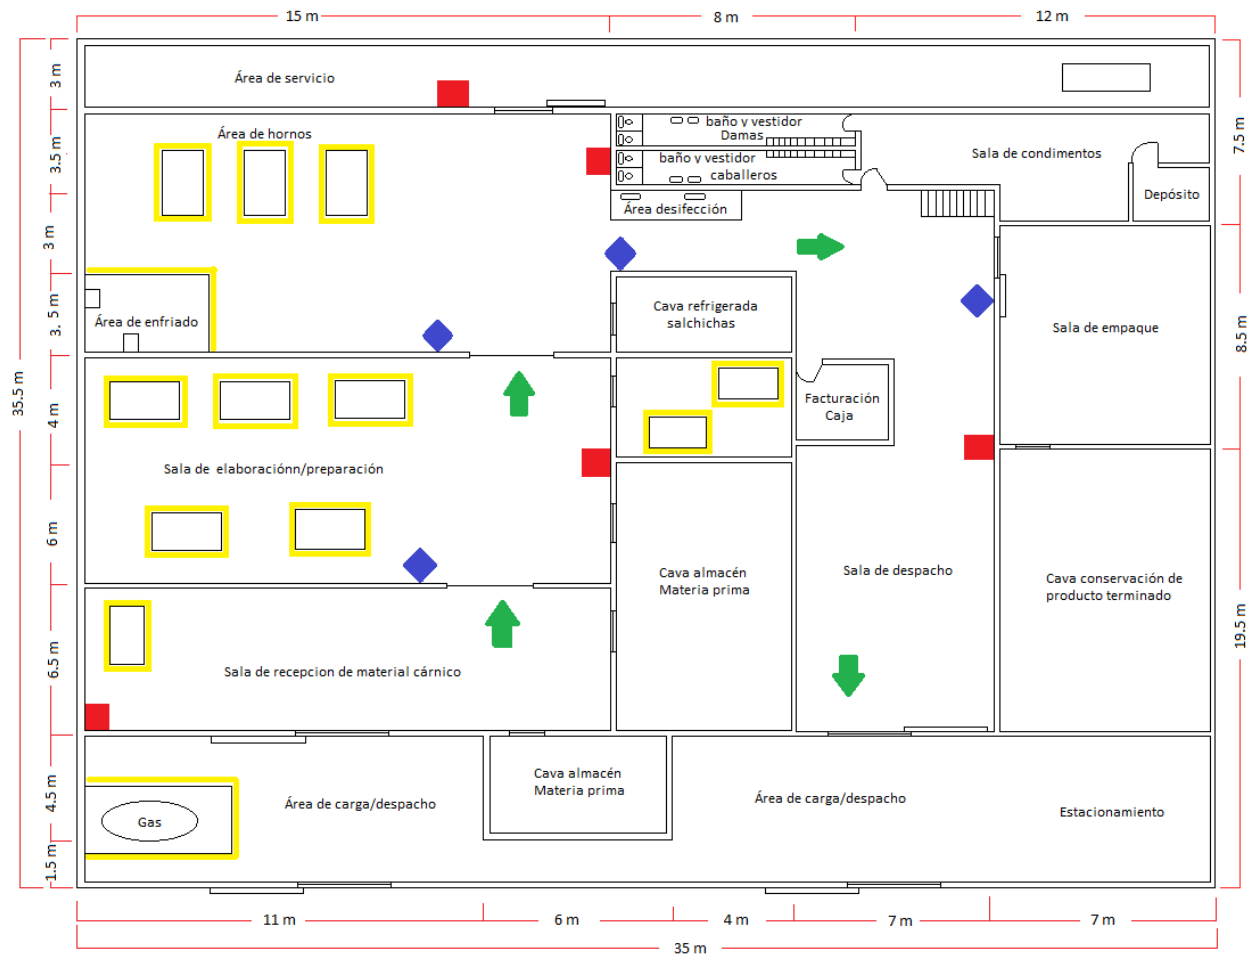 15 m
8 m
12 m
3 m
Área de servicio
Área de hornos
3.5 m
baño y vestidor
Damas
baño y vestidor
caballeros
Sala de condimentos
7.5 m
Depósito
Área desifección
3 m
3. 5 m
Área de enfriado
Cava refrigerada
salchichas
Sala de empaque
8.5 m
35.5 m
4 m
Facturación
Caja
Sala de elaboraciónn/preparación
6 m
Cava almacén
Materia prima
Sala de despacho
Cava conservación de
producto terminado
19.5 m
6.5 m
Sala de recepcion de material cárnico
4.5 m
Cava almacén
Materia prima
Área de carga/despacho
Área de carga/despacho
Estacionamiento
Gas
1.5 m
11 m
6 m
4 m
7 m
7 m
35 m